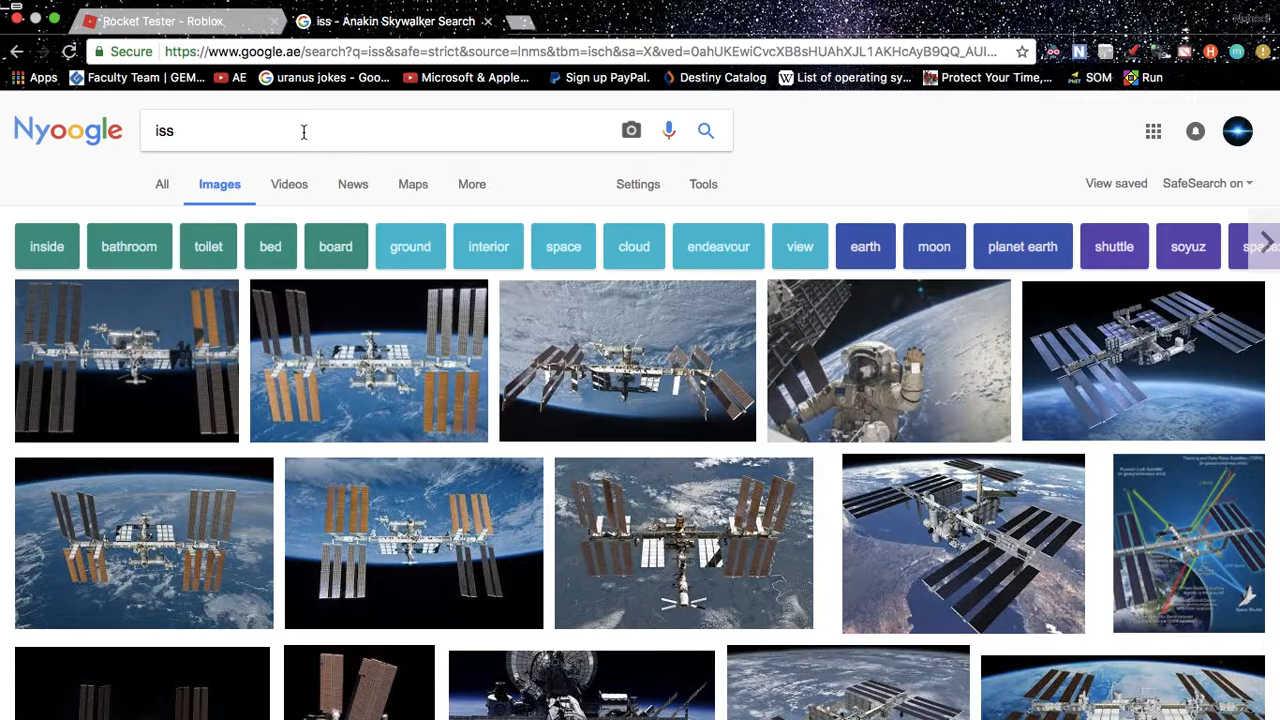 Rocket Tester - Roblox
iss - Anakin Skywalker Search
Secure
https://www.google.ae/search?q=iss&safe=strict&source=lnms&tbm=isch&sa=X&ved=0ahUKEwiCvcXB8sHUAhXJL1AKHcAyB9QQ_AUI...
Apps
Faculty Team | GEM...
AE
uranus jokes - Goo...
Microsoft & Apple...
Sign up PayPal.
Destiny Catalog
List of operating sy...
Protect Your Time,...
SOM
Run
Nyoogle
iss
All
Images
Videos
News
Maps
More
Settings
Tools
View saved
SafeSearch on
inside
bathroom
toilet
bed
board
ground
interior
space
cloud
endeavour
view
earth
moon
planet earth
shuttle
soyuz